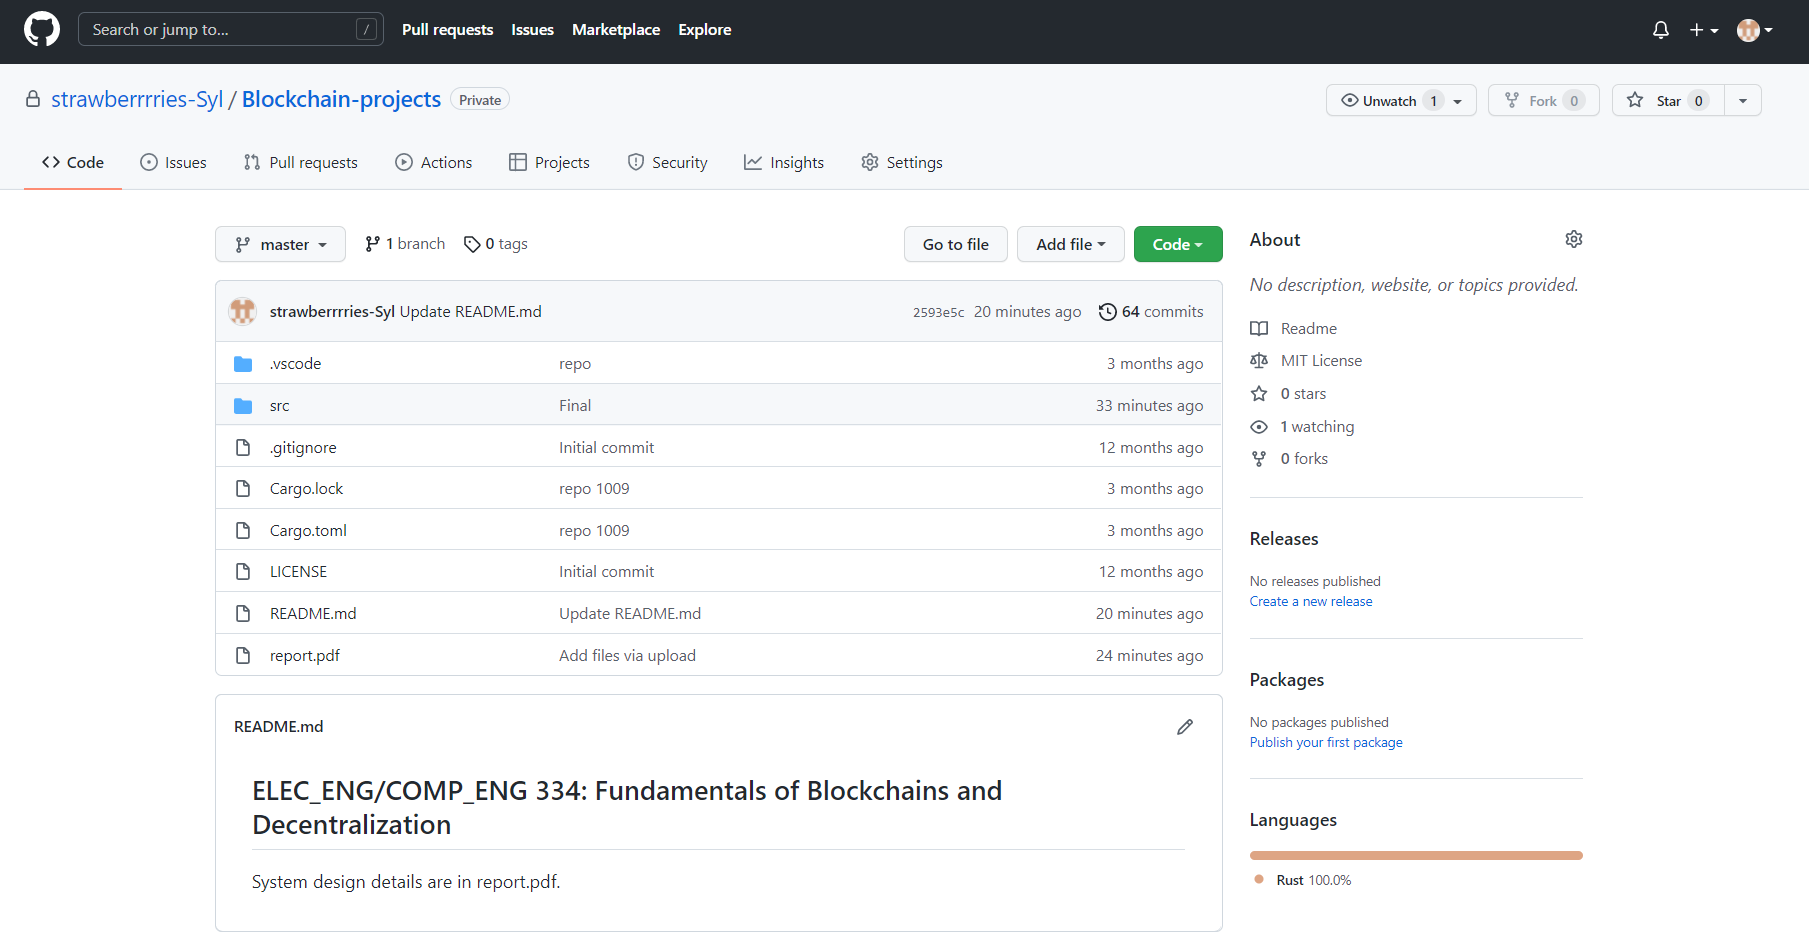 Search or jump to... /
Pull requests Issues Marketplace Explore
strawberrrries-Syl / Blockchain-projects Private
Unwatch 1 Fork 0 Star 0
Code Issues Pull requests Actions Projects Security Insights Settings
master 1 branch 0 tags Go to file Add file Code
strawberrrries-Syl Update README.md 2593e5c 20 minutes ago 64 commits
.vscode repo 3 months ago
src Final 33 minutes ago
.gitignore Initial commit 12 months ago
Cargo.lock repo 1009 3 months ago
Cargo.toml repo 1009 3 months ago
LICENSE Initial commit 12 months ago
README.md Update README.md 20 minutes ago
report.pdf Add files via upload 24 minutes ago
README.md
ELEC_ENG/COMP_ENG 334: Fundamentals of Blockchains and
Decentralization
System design details are in report.pdf.
About
No description, website, or topics provided.
Readme
MIT License
0 stars
1 watching
0 forks
Releases
No releases published
Create a new release
Packages
No packages published
Publish your first package
Languages
Rust 100.0%